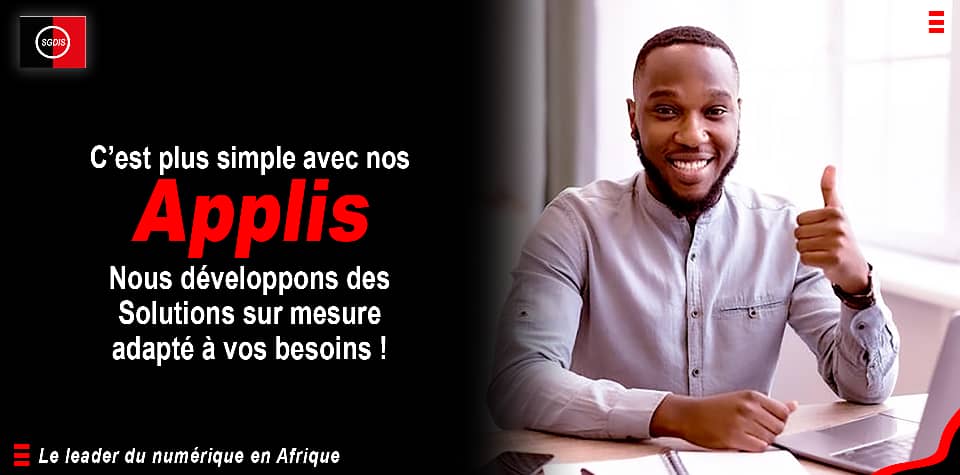 SGDIS
C’est plus simple avec nos
Applis
Nous développons des
Solutions sur mesure
adapté à vos besoins !
Le leader du numérique en Afrique